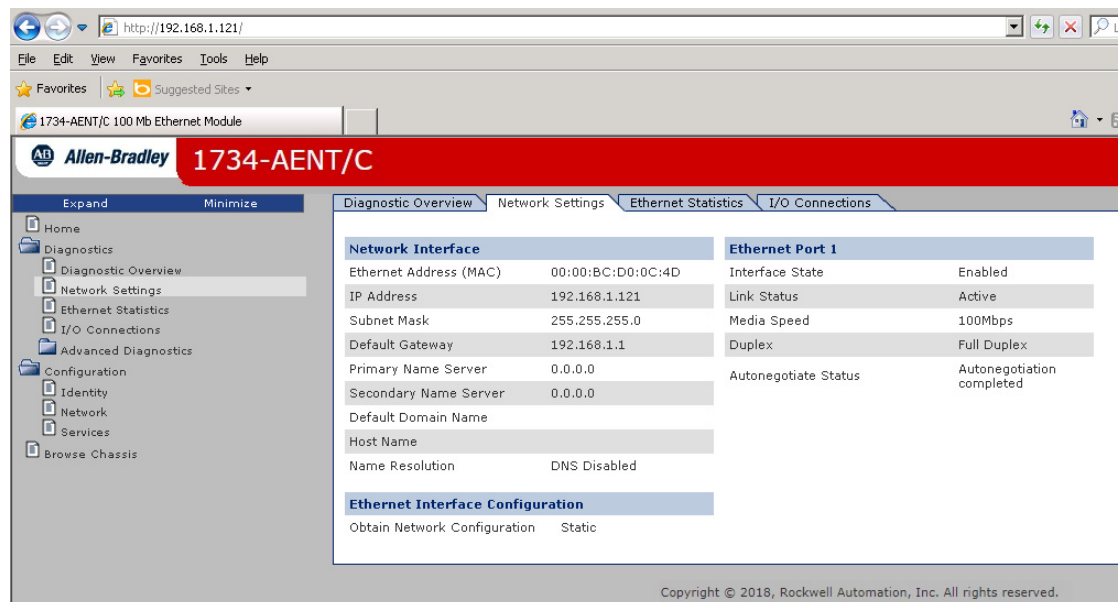 http://192.168.1.121/
File Edit View Favorites Tools Help
Favorites Suggested Sites
1734-AENT/C 100 Mb Ethernet Module
AB Allen-Bradley 1734-AENT/C
Expand Minimize
Home
Diagnostics
Diagnostic Overview
Network Settings
Ethernet Statistics
I/O Connections
Advanced Diagnostics
Configuration
Identity
Network
Services
Browse Chassis
Diagnostic Overview Network Settings Ethernet Statistics I/O Connections
Network Interface
Ethernet Address (MAC) 00:00:BC:D0:0C:4D
IP Address 192.168.1.121
Subnet Mask 255.255.255.0
Default Gateway 192.168.1.1
Primary Name Server 0.0.0.0
Secondary Name Server 0.0.0.0
Default Domain Name
Host Name
Name Resolution DNS Disabled
Ethernet Interface Configuration
Obtain Network Configuration Static
Ethernet Port 1
Interface State Enabled
Link Status Active
Media Speed 100Mbps
Duplex Full Duplex
Autonegotiate Status Autonegotiation
completed
Copyright © 2018, Rockwell Automation, Inc. All rights reserved.